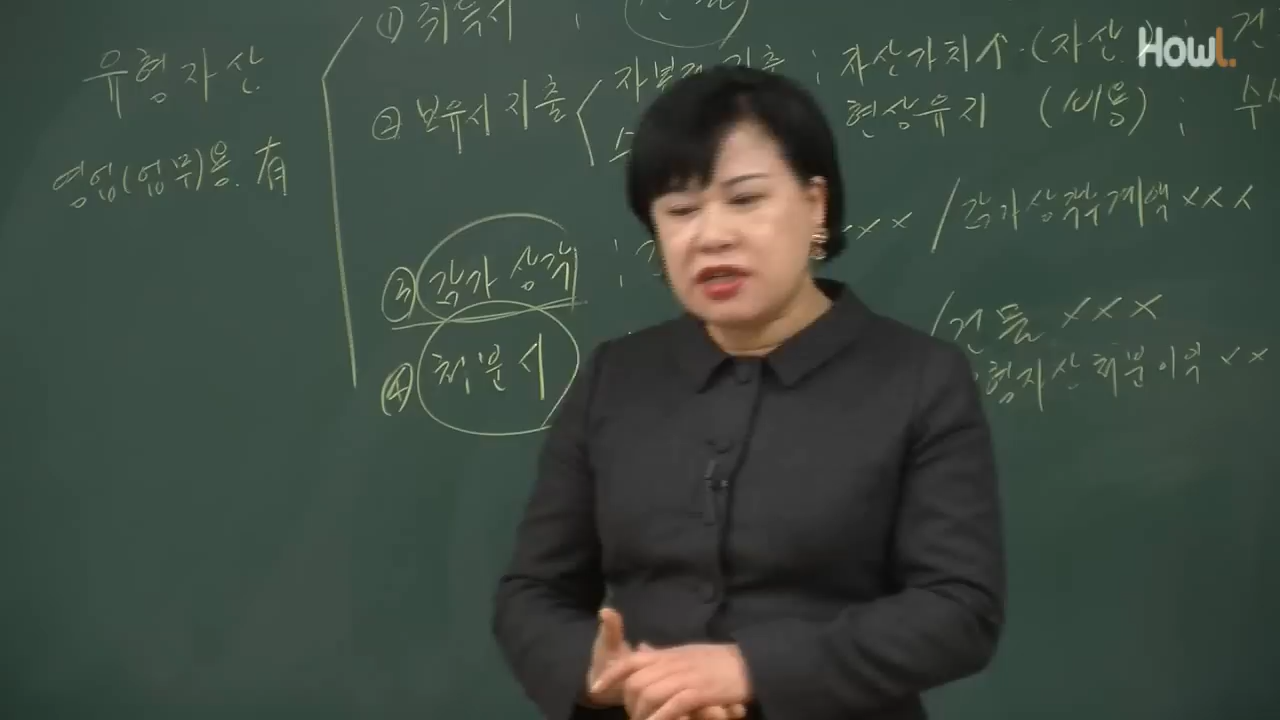 유형자산
영업(업무)용. 有
① 취득시 ;
② 보유시 지출 자본적 지출 ; 자산가치↑ (자산
현상유지 (비용) ;
③ 감가상각 ; ××× / 감가상각누계액 ×××
④ 처분시 / 건물 ×××
유형자산처분이익 ××
Howl.